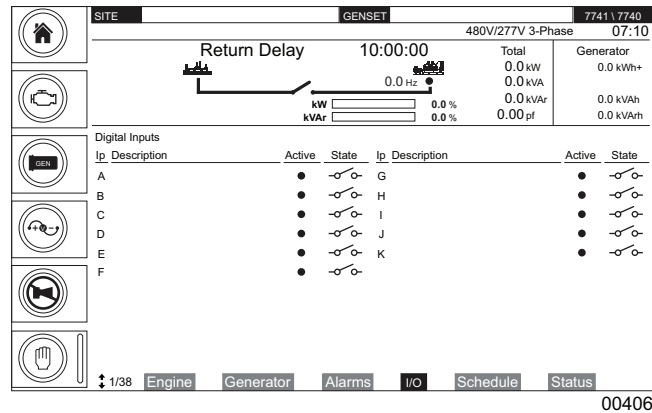 SITE GENSET 7741 \ 7740
480V/277V 3-Phase 07:10
Return Delay 10:00:00 Total Generator
0.0 kW 0.0 kWh+
0.0 Hz 0.0 kVA
kW 0.0 % 0.0 kVAr 0.0 kVAh
kVAr 0.0 % 0.00 pf 0.0 kVArh
Digital Inputs
Ip Description Active State Ip Description Active State
A G
B H
C I
D J
E K
F
GEN
1/38 Engine Generator Alarms I/O Schedule Status
00406